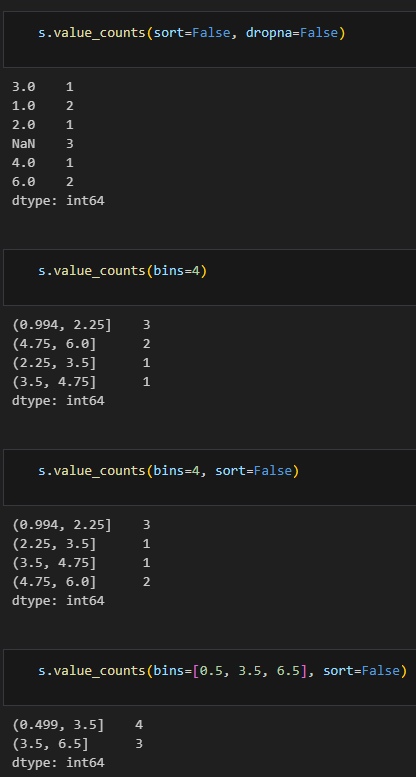 s.value_counts(sort=False, dropna=False)
3.0    1
1.0    2
2.0    1
NaN    3
4.0    1
6.0    2
dtype: int64
s.value_counts(bins=4)
(0.994, 2.25]    3
(4.75, 6.0]      2
(2.25, 3.5]      1
(3.5, 4.75]      1
dtype: int64
s.value_counts(bins=4, sort=False)
(0.994, 2.25]    3
(2.25, 3.5]      1
(3.5, 4.75]      1
(4.75, 6.0]      2
dtype: int64
s.value_counts(bins=[0.5, 3.5, 6.5], sort=False)
(0.499, 3.5]    4
(3.5, 6.5]      3
dtype: int64